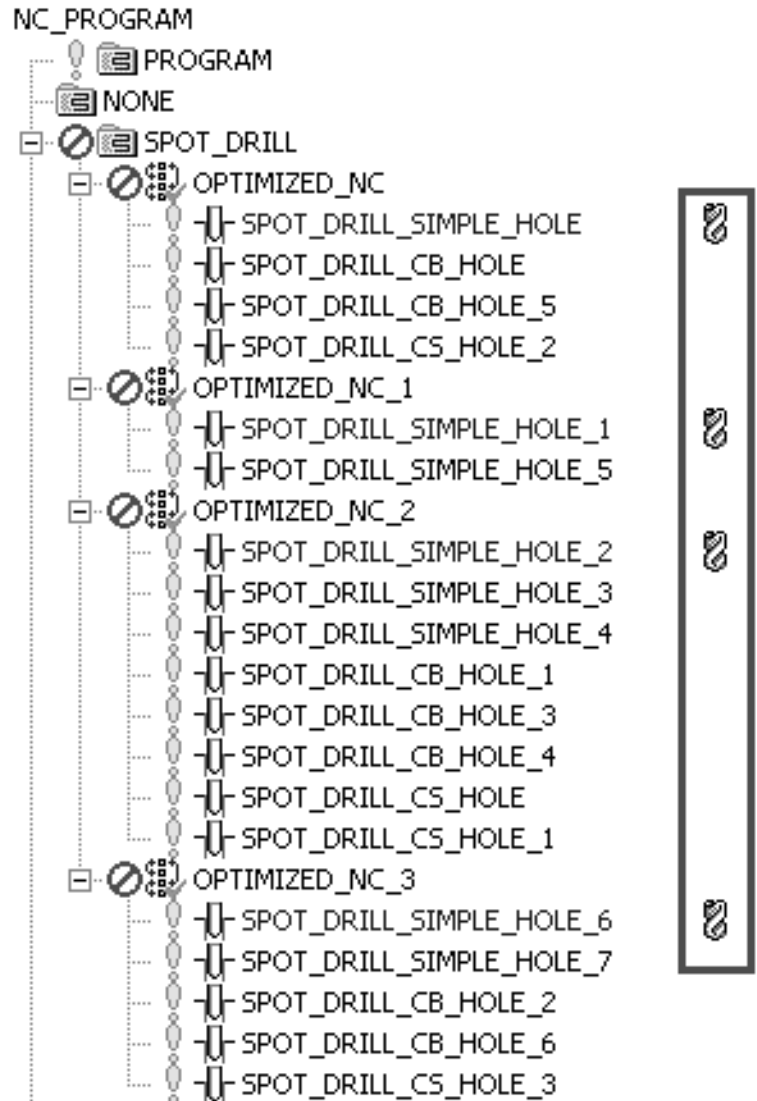 NC_PROGRAM
PROGRAM
NONE
SPOT_DRILL
OPTIMIZED_NC
SPOT_DRILL_SIMPLE_HOLE
SPOT_DRILL_CB_HOLE
SPOT_DRILL_CB_HOLE_5
SPOT_DRILL_CS_HOLE_2
OPTIMIZED_NC_1
SPOT_DRILL_SIMPLE_HOLE_1
SPOT_DRILL_SIMPLE_HOLE_5
OPTIMIZED_NC_2
SPOT_DRILL_SIMPLE_HOLE_2
SPOT_DRILL_SIMPLE_HOLE_3
SPOT_DRILL_SIMPLE_HOLE_4
SPOT_DRILL_CB_HOLE_1
SPOT_DRILL_CB_HOLE_3
SPOT_DRILL_CB_HOLE_4
SPOT_DRILL_CS_HOLE
SPOT_DRILL_CS_HOLE_1
OPTIMIZED_NC_3
SPOT_DRILL_SIMPLE_HOLE_6
SPOT_DRILL_SIMPLE_HOLE_7
SPOT_DRILL_CB_HOLE_2
SPOT_DRILL_CB_HOLE_6
SPOT_DRILL_CS_HOLE_3